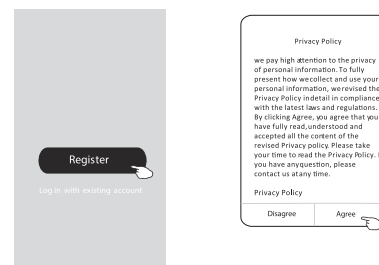 Register
Log in with existing account
Privacy Policy
we pay high attention to the privacy
of personal information. To fully
present how wecollect and use your
personal information, werevised the
Privacy Policy indetail in compliance
with the latest laws and regulations.
By clicking Agree, you agree that you
have fully read,understood and
accepted all the content of the
revised Privacy policy. Please take
your time to read the Privacy Policy.
you have anyquestion, please
contact us atany time.
Privacy Policy
Disagree
Agree